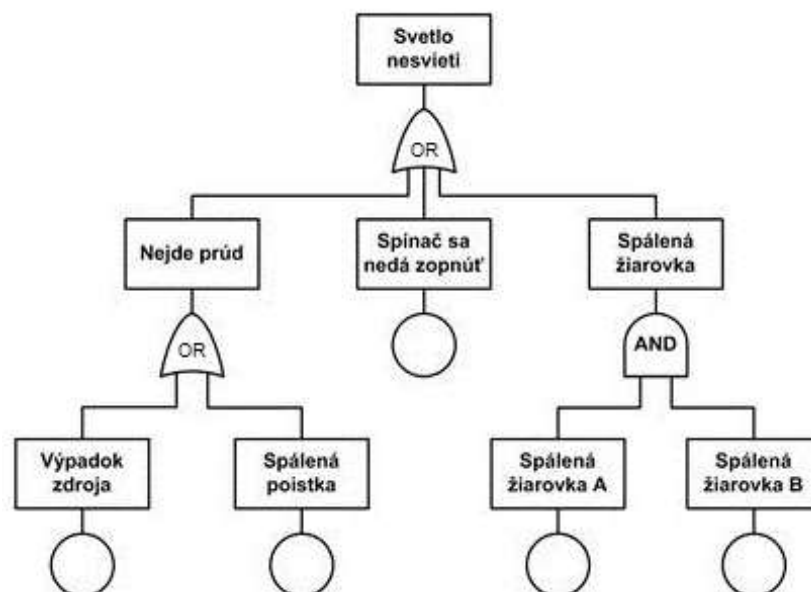 Svetlo
nesvieti
OR
Nejde prúd
Spínač sa
nedá zopnúť
Spálená
žiarovka
OR
AND
Výpadok
zdroja
Spálená
poistka
Spálená
žiarovka A
Spálená
žiarovka B